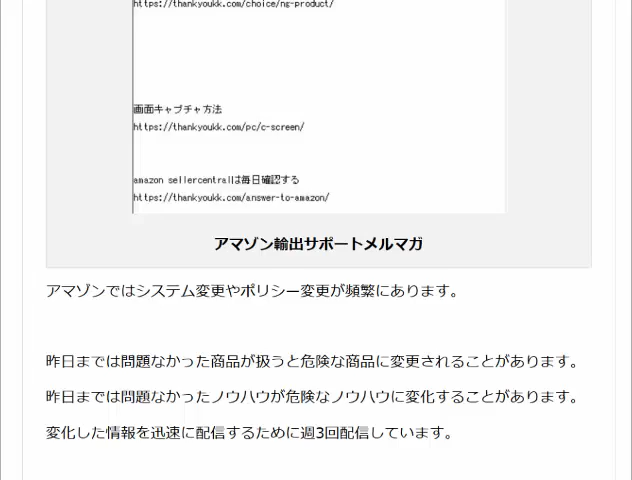 https://thankyoukk.com/choice/ng-product/
画面キャプチャ方法
https://thankyoukk.com/pc/c-screen/
amazon sellercentralは毎日確認する
https://thankyoukk.com/answer-to-amazon/
アマゾン輸出サポートメルマガ
アマゾンではシステム変更やポリシー変更が頻繁にあります。
昨日までは問題なかった商品が扱うと危険な商品に変更されることがあります。
昨日までは問題なかったノウハウが危険なノウハウに変化することがあります。
変化した情報を迅速に配信するために週3回配信しています。